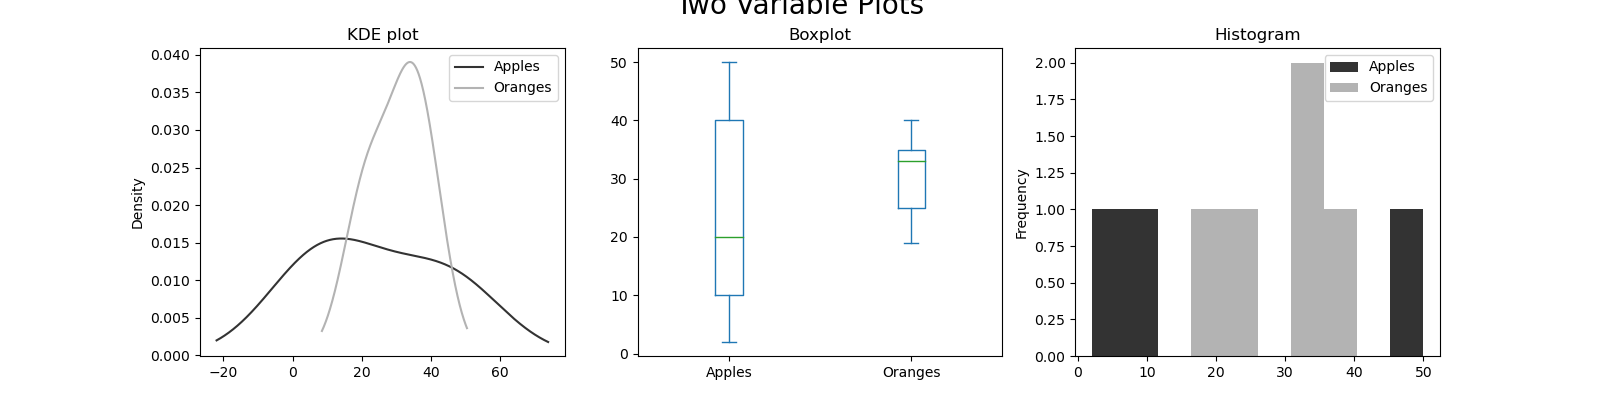 Two Variable Plots
KDE plot
0.040
0.035
0.030
0.025
0.020
0.015
0.010
0.005
0.000
Density
−20
0
20
40
60
Apples
Oranges
Boxplot
50
40
30
20
10
0
Apples
Oranges
Histogram
2.00
1.75
1.50
1.25
1.00
0.75
0.50
0.25
0.00
Frequency
0
10
20
30
40
50
Apples
Oranges